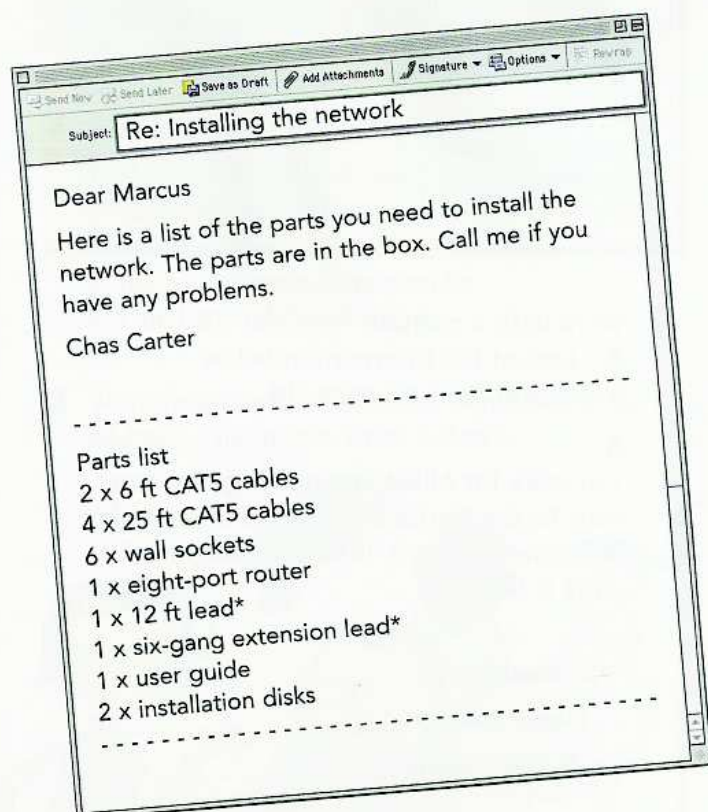 Send Now Send Later Save as Draft Add Attachments Signature Options Rewrap
Subject: Re: Installing the network
Dear Marcus
Here is a list of the parts you need to install the
network. The parts are in the box. Call me if you
have any problems.
Chas Carter
Parts list
2 x 6 ft CAT5 cables
4 x 25 ft CAT5 cables
6 x wall sockets
1 x eight-port router
1 x 12 ft lead*
1 x six-gang extension lead*
1 x user guide
2 x installation disks